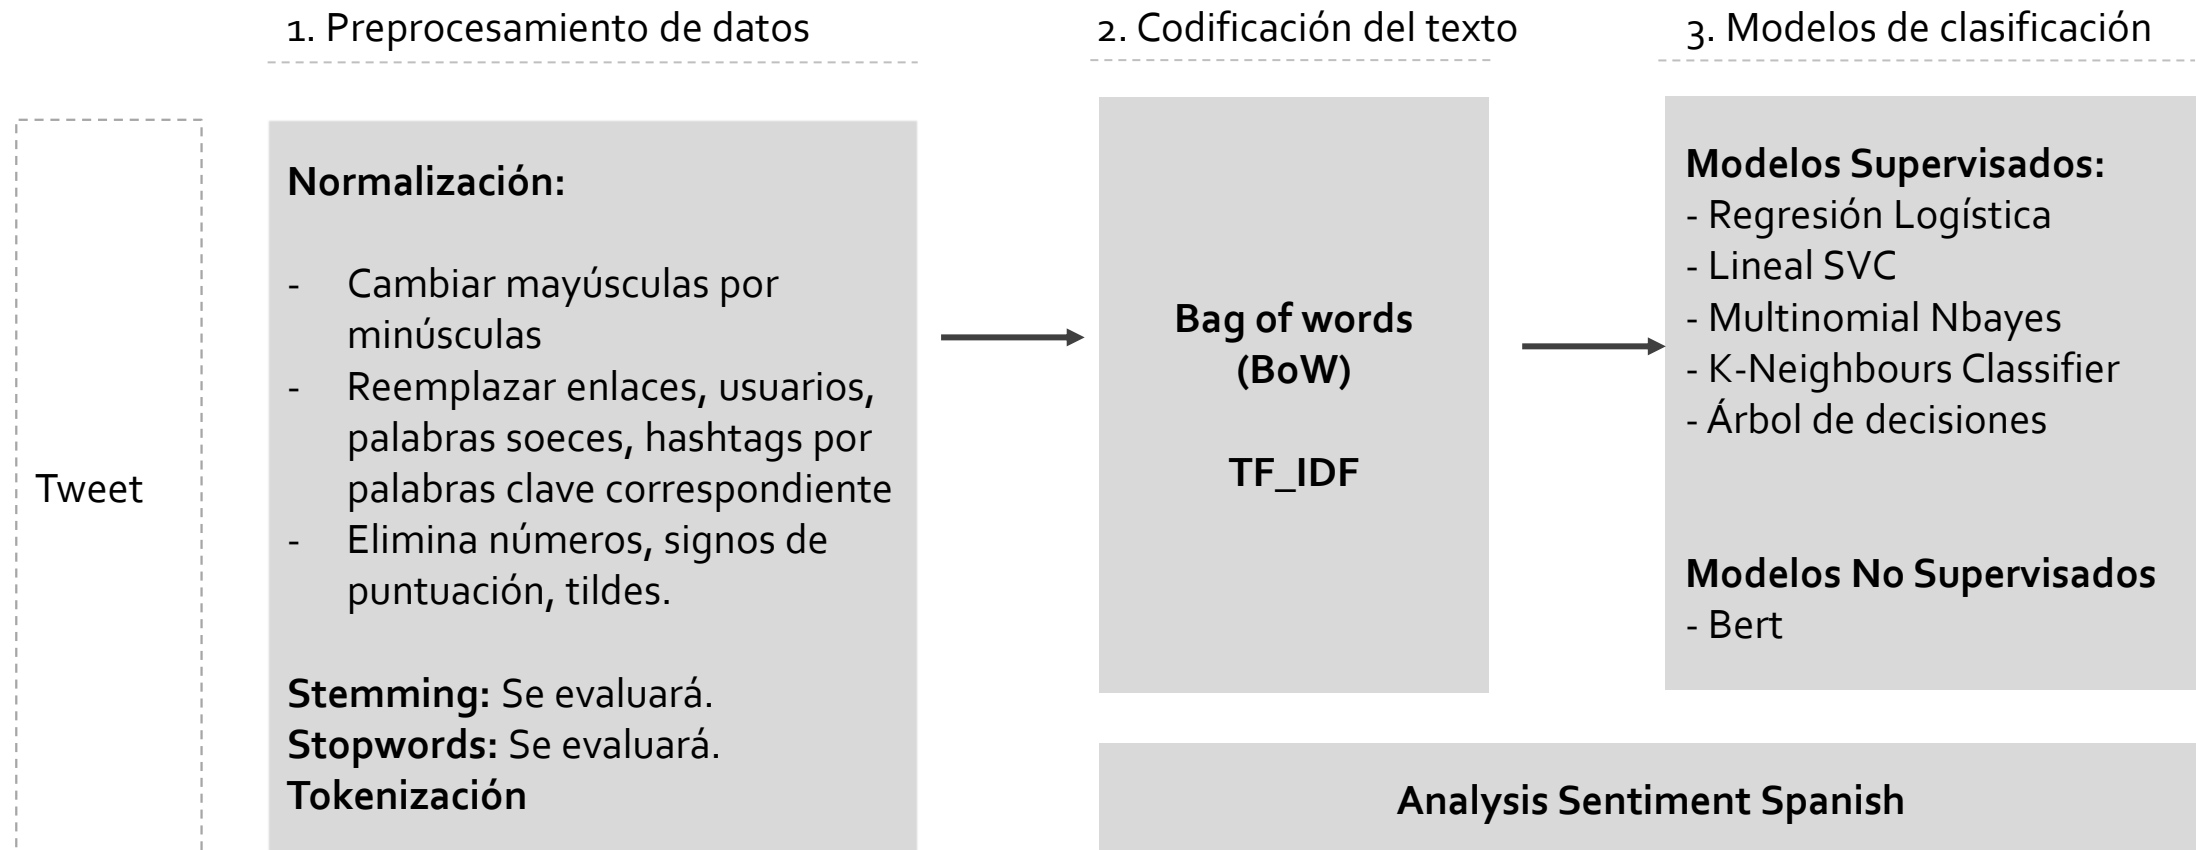 1. Preprocesamiento de datos
2. Codificación del texto
3. Modelos de clasificación
Tweet
Normalización:
- Cambiar mayúsculas por
minúsculas
- Reemplazar enlaces, usuarios,
palabras soeces, hashtags por
palabras clave correspondiente
- Elimina números, signos de
puntuación, tildes.
Stemming: Se evaluará.
Stopwords: Se evaluará.
Tokenización
Bag of words
(BoW)
TF_IDF
Modelos Supervisados:
- Regresión Logística
- Lineal SVC
- Multinomial Nbayes
- K-Neighbours Classifier
- Árbol de decisiones
Modelos No Supervisados
- Bert
Analysis Sentiment Spanish